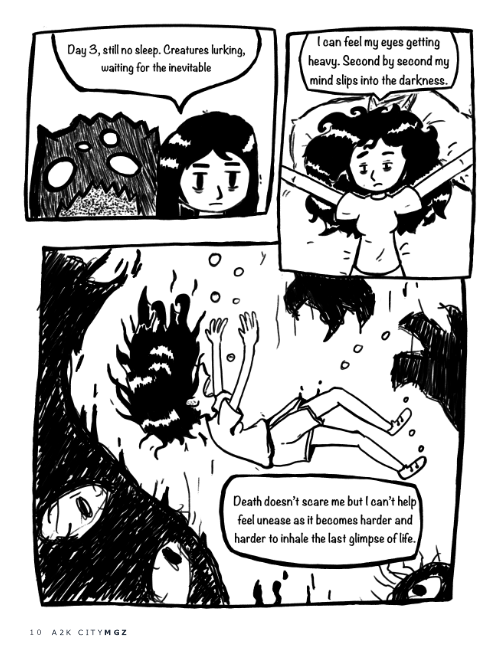 Day 3, still no sleep. Creatures lurking,
waiting for the inevitable
I can feel my eyes getting
heavy. Second by second my
mind slips into the darkness.
Death doesn't scare me but I can't help
feel unease as it becomes harder and
harder to inhale the last glimpse of life.
10 A2K CITYMGZ